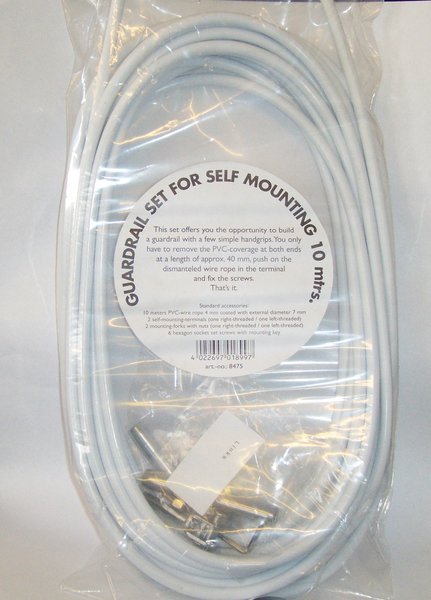 GUARDRAIL SET FOR SELF MOUNTING 10 mtrs.
This set offers you the opportunity to build
a guardrail with a few simple handgrips. You only
have to remove the PVC-coverage at both ends
at a length of approx. 40 mm, push on the
dismanteled wire rope in the terminal
and fix the screws.
That's it.
Standard accessories:
10 meters PVC-wire rope 4 mm coated with external diameter 7 mm
2 self-mounting-terminals (one right-threaded / one left-threaded)
2 mounting-forks with nuts (one right-threaded / one left-threaded)
6 hexagon socket set screws with mounting key
4 022697 018997
art.-no.: 8475
Links